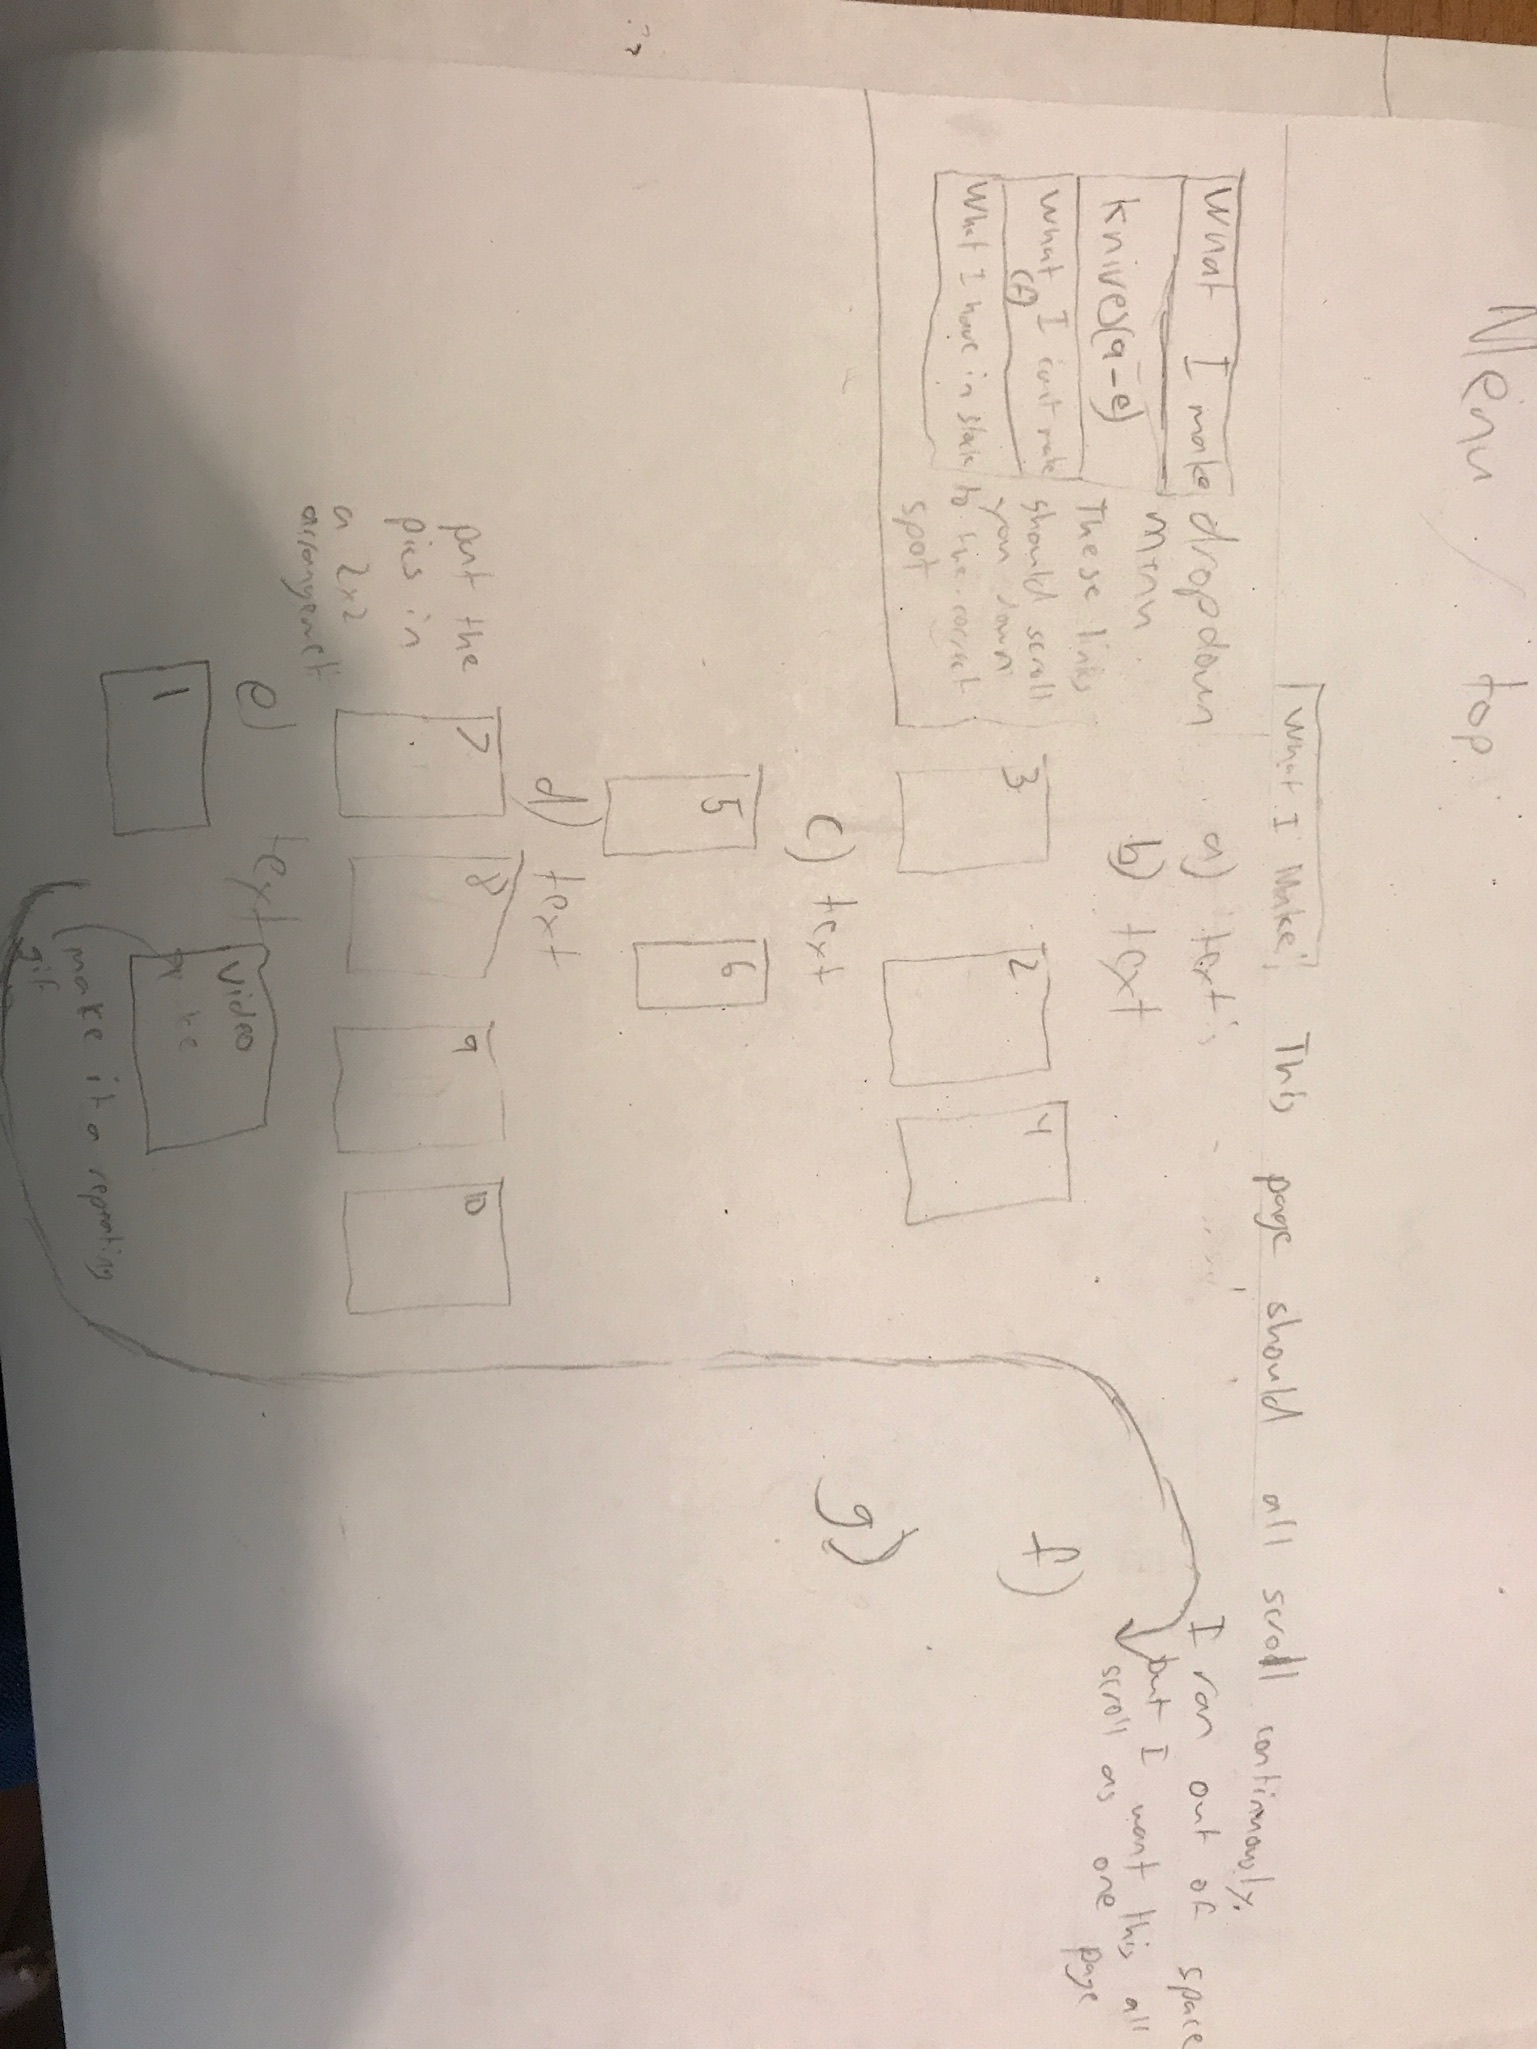 Menu / top
What I Make, This page should all scroll continuously.
What I make
Knives (a-e)
What I cant make
(f)
What I have in stock
dropdown
menu
These links
should scroll
you down
to the correct
spot
a) text
b) text
3
2
4
c) text
5
6
d) text
put the
pics in
a 2x2
7
8
9
10
e) text
1
Video
make it a repeating
gif
I ran out of space
but I want this all
scroll as one page
f)
g)